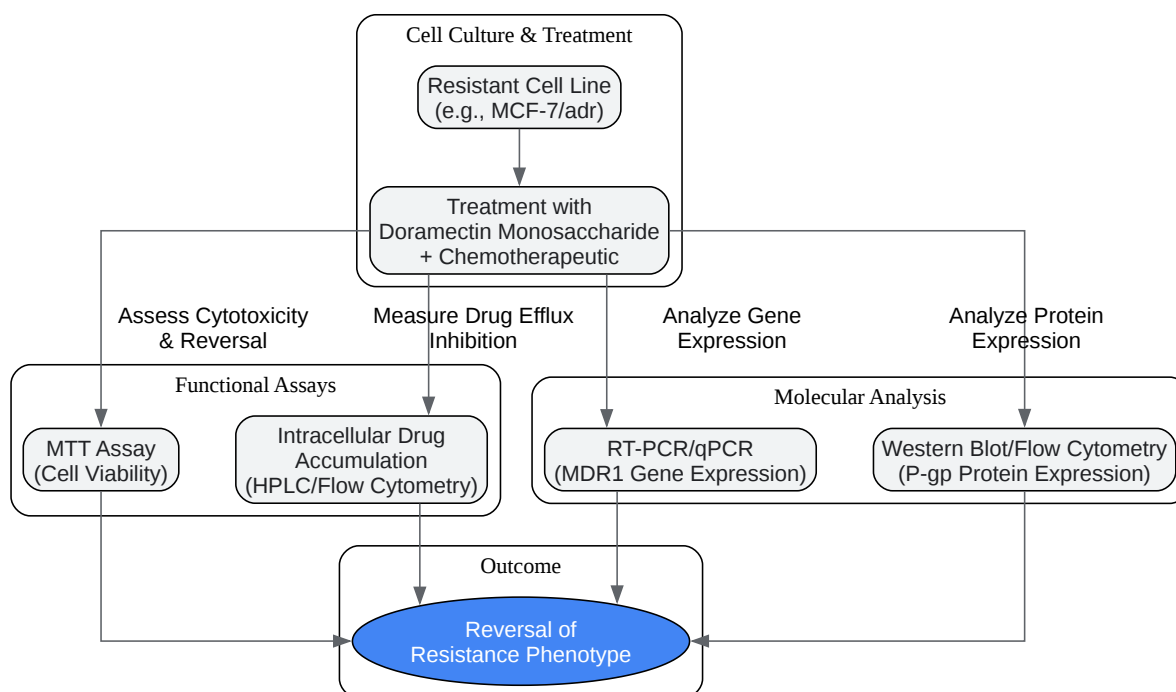 Cell Culture & Treatment
Resistant Cell Line
(e.g., MCF-7/adr)
Treatment with
Doramectin Monosaccharide
+ Chemotherapeutic
Assess Cytotoxicity
& Reversal
Measure Drug Efflux
Inhibition
Analyze Gene
Expression
Analyze Protein
Expression
Functional Assays
MTT Assay
(Cell Viability)
Intracellular Drug
Accumulation
(HPLC/Flow Cytometry)
Molecular Analysis
RT-PCR/qPCR
(MDR1 Gene Expression)
Western Blot/Flow Cytometry
(P-gp Protein Expression)
Outcome
Reversal of
Resistance Phenotype